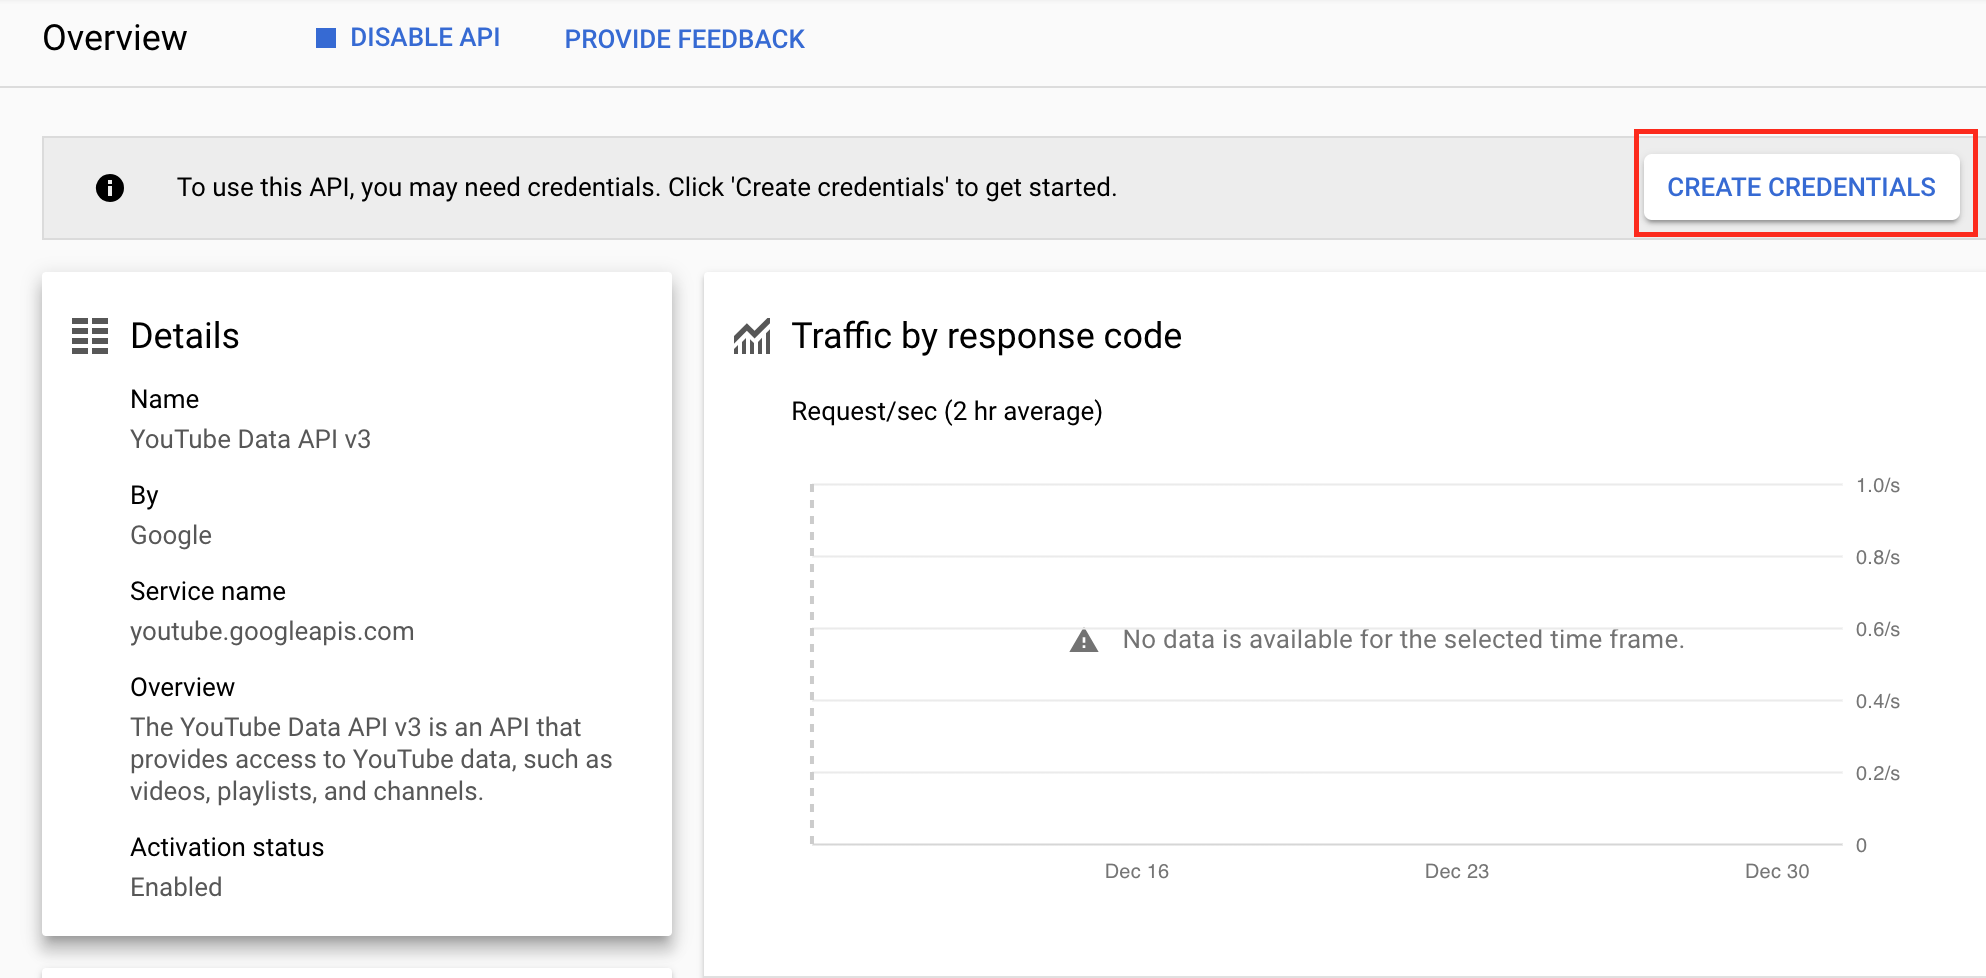 Overview
DISABLE API
PROVIDE FEEDBACK
To use this API, you may need credentials. Click 'Create credentials' to get started.
CREATE CREDENTIALS
Details
Name
YouTube Data API v3
By
Google
Service name
youtube.googleapis.com
Overview
The YouTube Data API v3 is an API that
provides access to YouTube data, such as
videos, playlists, and channels.
Activation status
Enabled
Traffic by response code
Request/sec (2 hr average)
1.0/s
0.8/s
No data is available for the selected time frame.
0.6/s
0.4/s
0.2/s
0
Dec 16
Dec 23
Dec 30